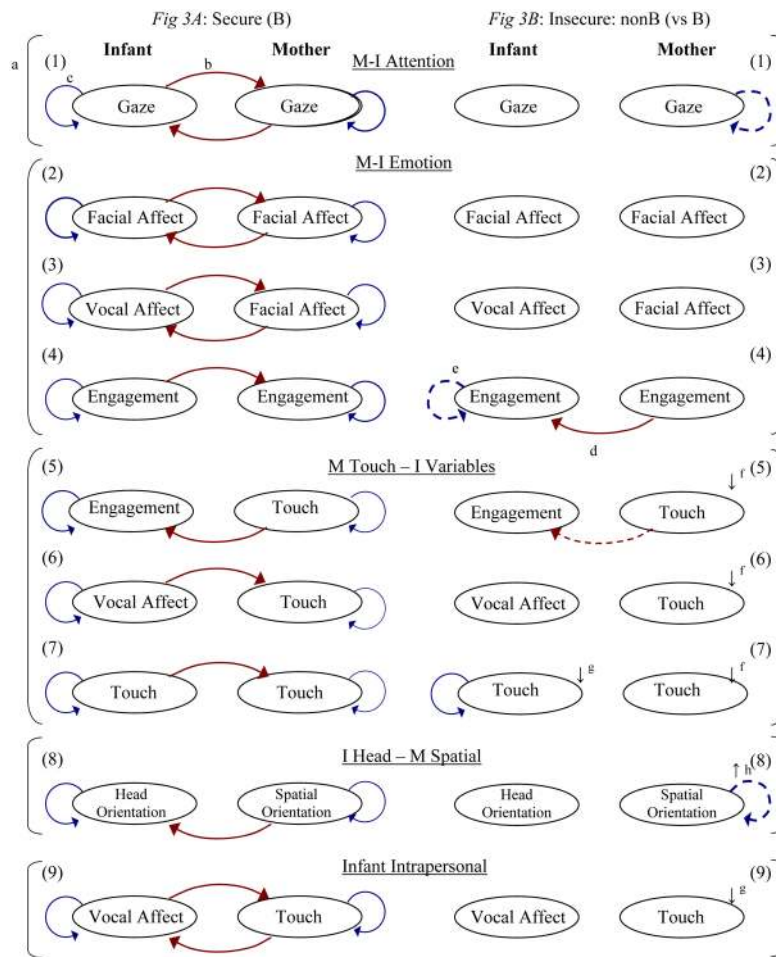 Fig 3A: Secure (B) Fig 3B: Insecure: nonB (vs B)
a Infant Mother Infant Mother
(1) c b M-I Attention (1)
Gaze Gaze Gaze Gaze
M-I Emotion
(2) (2)
Facial Affect Facial Affect Facial Affect Facial Affect
(3) (3)
Vocal Affect Facial Affect Vocal Affect Facial Affect
(4) e (4)
Engagement Engagement Engagement Engagement
d
(5) M Touch – I Variables (5)
↓ f
Engagement Touch Engagement Touch
(6) (6)
↓ f
Vocal Affect Touch Vocal Affect Touch
(7) (7)
↓ g ↓ f
Touch Touch Touch Touch
(8) I Head – M Spatial (8)
↑ h
Head Orientation Spatial Orientation Head Orientation Spatial Orientation
(9) Infant Intrapersonal (9)
↓ g
Vocal Affect Touch Vocal Affect Touch